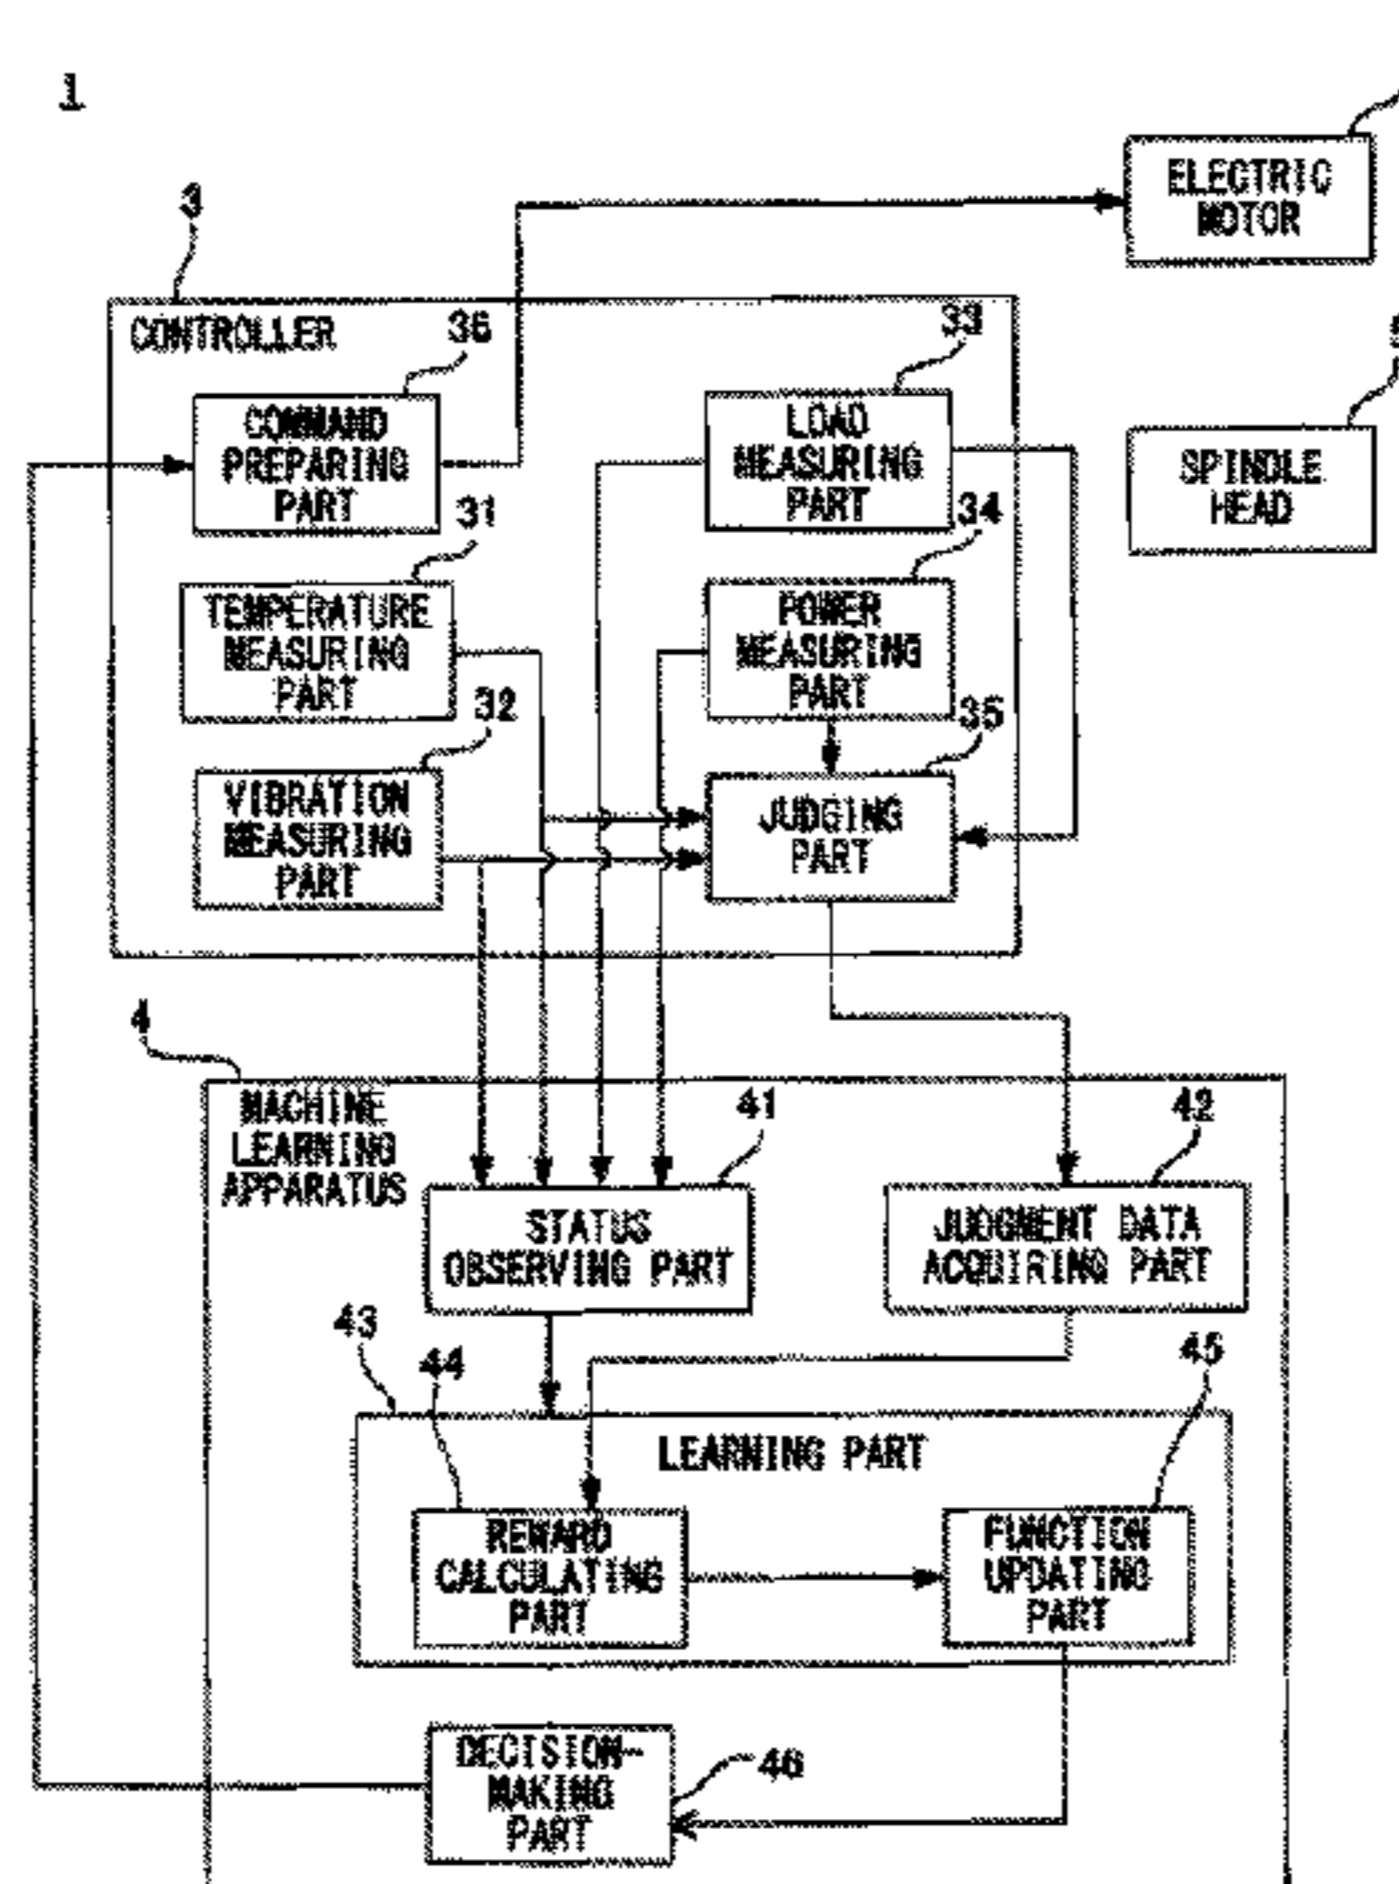 1
ELECTRIC
MOTOR
3
CONTROLLER
36
33
COMMAND
PREPARING
PART
LOAD
MEASURING
PART
SPINDLE
HEAD
31
34
TEMPERATURE
MEASURING
PART
POWER
MEASURING
PART
32
35
VIBRATION
MEASURING
PART
JUDGING
PART
4
MACHINE
LEARNING
APPARATUS
41
42
STATUS
OBSERVING PART
JUDGMENT DATA
ACQUIRING PART
43
44
45
LEARNING PART
REWARD
CALCULATING
PART
FUNCTION
UPDATING
PART
DECISION-
MAKING
PART
46